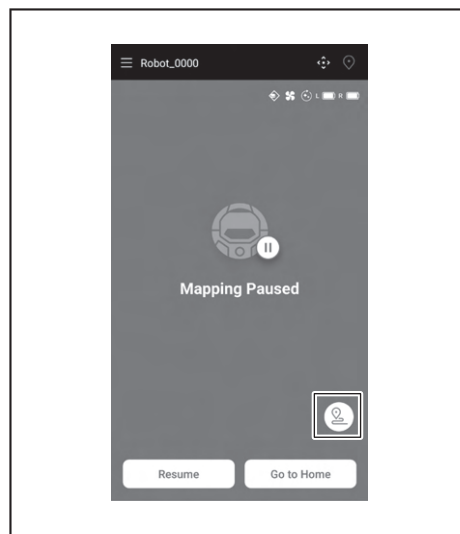 Robot_0000
L R
Mapping Paused
Resume
Go to Home